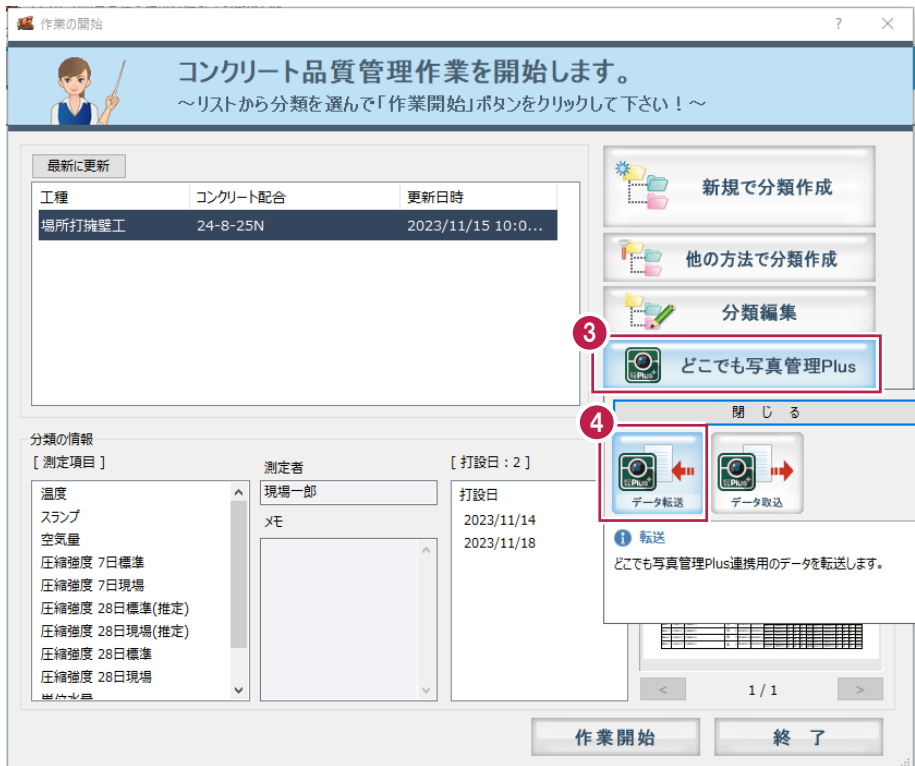 作業の開始
コンクリート品質管理作業を開始します。
～リストから分類を選んで「作業開始」ボタンをクリックして下さい！～
最新に更新
工種 コンクリート配合 更新日時
場所打擁壁工 24-8-25N 2023/11/15 10:0...
新規で分類作成
他の方法で分類作成
分類編集
3
どこでも写真管理Plus
閉じる
4
Plus+
データ転送
Plus+
データ取込
転送
どこでも写真管理Plus連携用のデータを転送します。
分類の情報
[ 測定項目 ]
温度
スランプ
空気量
圧縮強度 7日標準
圧縮強度 7日現場
圧縮強度 28日標準(推定)
圧縮強度 28日現場(推定)
圧縮強度 28日標準
圧縮強度 28日現場
単位水量
測定者
現場一郎
メモ
[ 打設日 : 2 ]
打設日
2023/11/14
2023/11/18
< 1 / 1 >
作業開始
終了